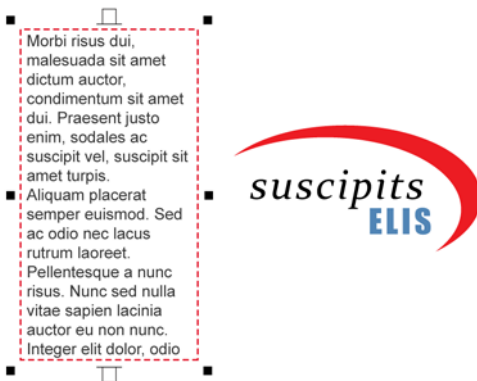 Morbi risus dui,
malesuada sit amet
dictum auctor,
condimentum sit amet
dui. Praesent justo
enim, sodales ac
suscipit vel, suscipit sit
amet turpis.
Aliquam placerat
semper euismod. Sed
ac odio nec lacus
rutrum laoreet.
Pellentesque a nunc
risus. Nunc sed nulla
vitae sapien lacinia
auctor eu non nunc.
Integer elit dolor, odio
suscipits
ELIS